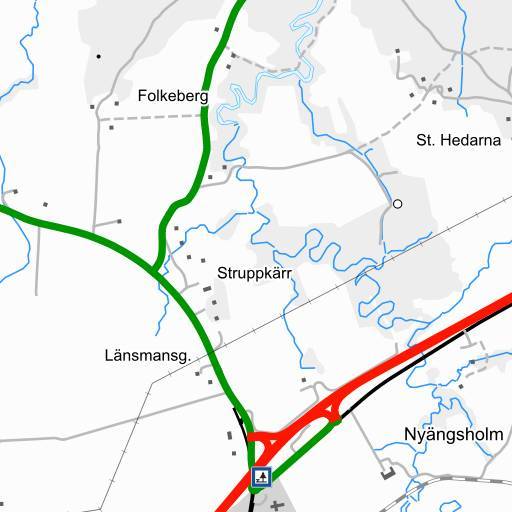 Folkeberg
St. Hedarna
Struppkärr
Länsmansg.
Nyängsholm